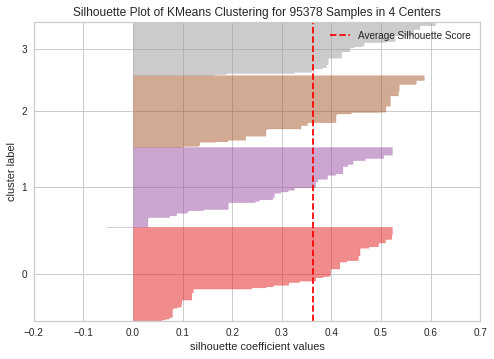 Silhouette Plot of KMeans Clustering for 95378 Samples in 4 Centers
Average Silhouette Score
cluster label
3
2
1
0
−0.2 −0.1 0.0 0.1 0.2 0.3 0.4 0.5 0.6 0.7
silhouette coefficient values